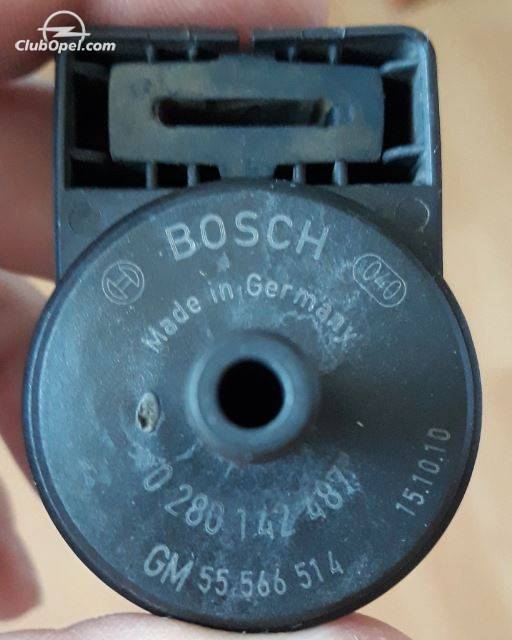 ClubOpel.com
BOSCH
040
Made in Germany
0 280 142 487
GM 55 566 514
15.10.10